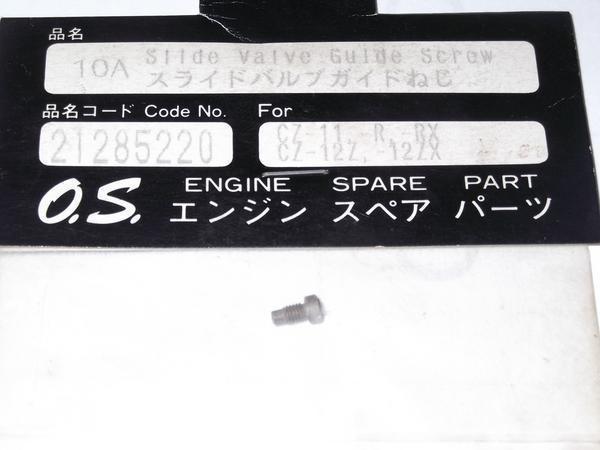 品名
10A Slide Valve Guide Screw
スライドバルブガイドねじ
品名コード Code No. For
21285220 CZ-11, R, -RX
CZ-12Z, -12ZX
O.S. ENGINE SPARE PART
エンジン スペア パーツ